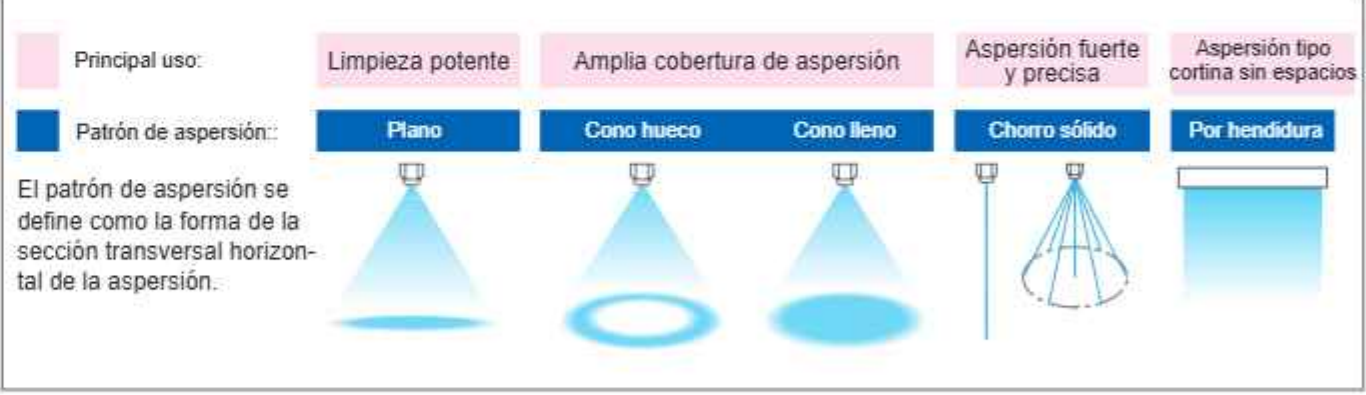 Principal uso:
Limpieza potente
Amplia cobertura de aspersión
Aspersión fuerte
y precisa
Aspersión tipo
cortina sin espacios
Patrón de aspersión::
Plano
Cono hueco
Cono lleno
Chorro sólido
Por hendidura
El patrón de aspersión se
define como la forma de la
sección transversal horizon-
tal de la aspersión.